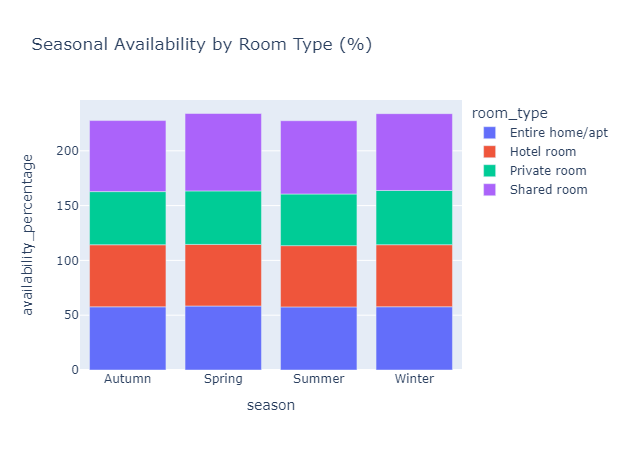 Seasonal Availability by Room Type (%)
room_type
Entire home/apt
Hotel room
Private room
Shared room
availability_percentage
200
150
100
50
0
Autumn Spring Summer Winter
season